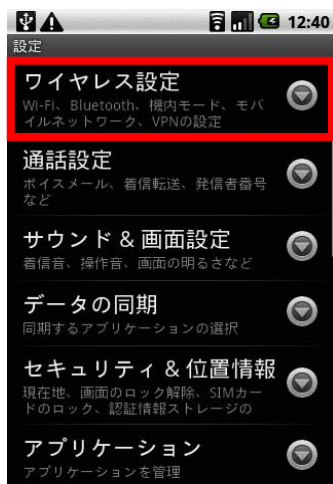 12:40
設定
ワイヤレス設定
Wi-Fi、Bluetooth、機内モード、モバ
イルネットワーク、VPNの設定
通話設定
ボイスメール、着信転送、発信者番号
など
サウンド & 画面設定
着信音、操作音、画面の明るさなど
データの同期
同期するアプリケーションの選択
セキュリティ & 位置情報
現在地、画面のロック解除、SIMカー
ドのロック、認証情報ストレージの
アプリケーション
アプリケーションを管理